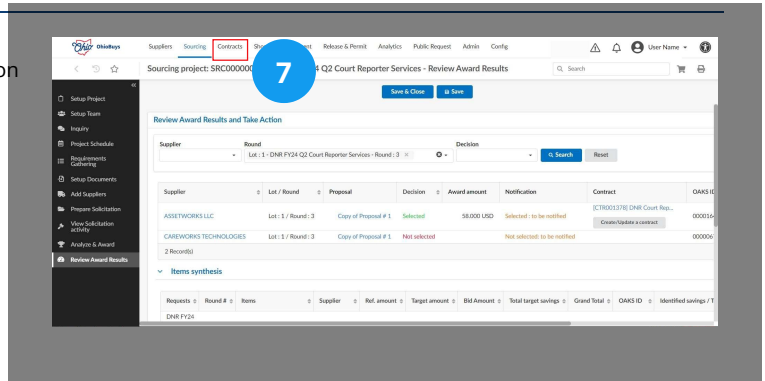 on
Ohio OhioBuys Suppliers Sourcing Contracts Release & Permit Analytics Public Request Admin Config User Name
Sourcing project: Q2 Court Reporter Services - Review Award Results Search
7
Save & Close Save
Setup Project
Setup Team
Inquiry
Project Schedule
Requirements
Gathering
Setup Documents
Add Suppliers
Prepare Solicitation
View Solicitation
activity
Analyze & Award
Review Award Results
Review Award Results and Take Action
Supplier Round Decision
Lot : 1 - DNR FY24 Q2 Court Reporter Services - Round : 3 Search Reset
Supplier Lot / Round Proposal Decision Award amount Notification Contract OAKS ID
ASSETWORKS LLC Lot : 1 / Round : 3 Copy of Proposal # 1 Selected 58,000 USD Selected : to be notified [CTR001378] DNR Court Rep...
Create/Update a contract
CAREWORKS TECHNOLOGIES Lot : 1 / Round : 3 Copy of Proposal # 1 Not selected Not selected: to be notified
2 Record(s)
Items synthesis
Requests Round # Items Supplier Ref. amount Target amount Bid Amount Total target savings Grand Total OAKS ID Identified savings / T
DNR FY24